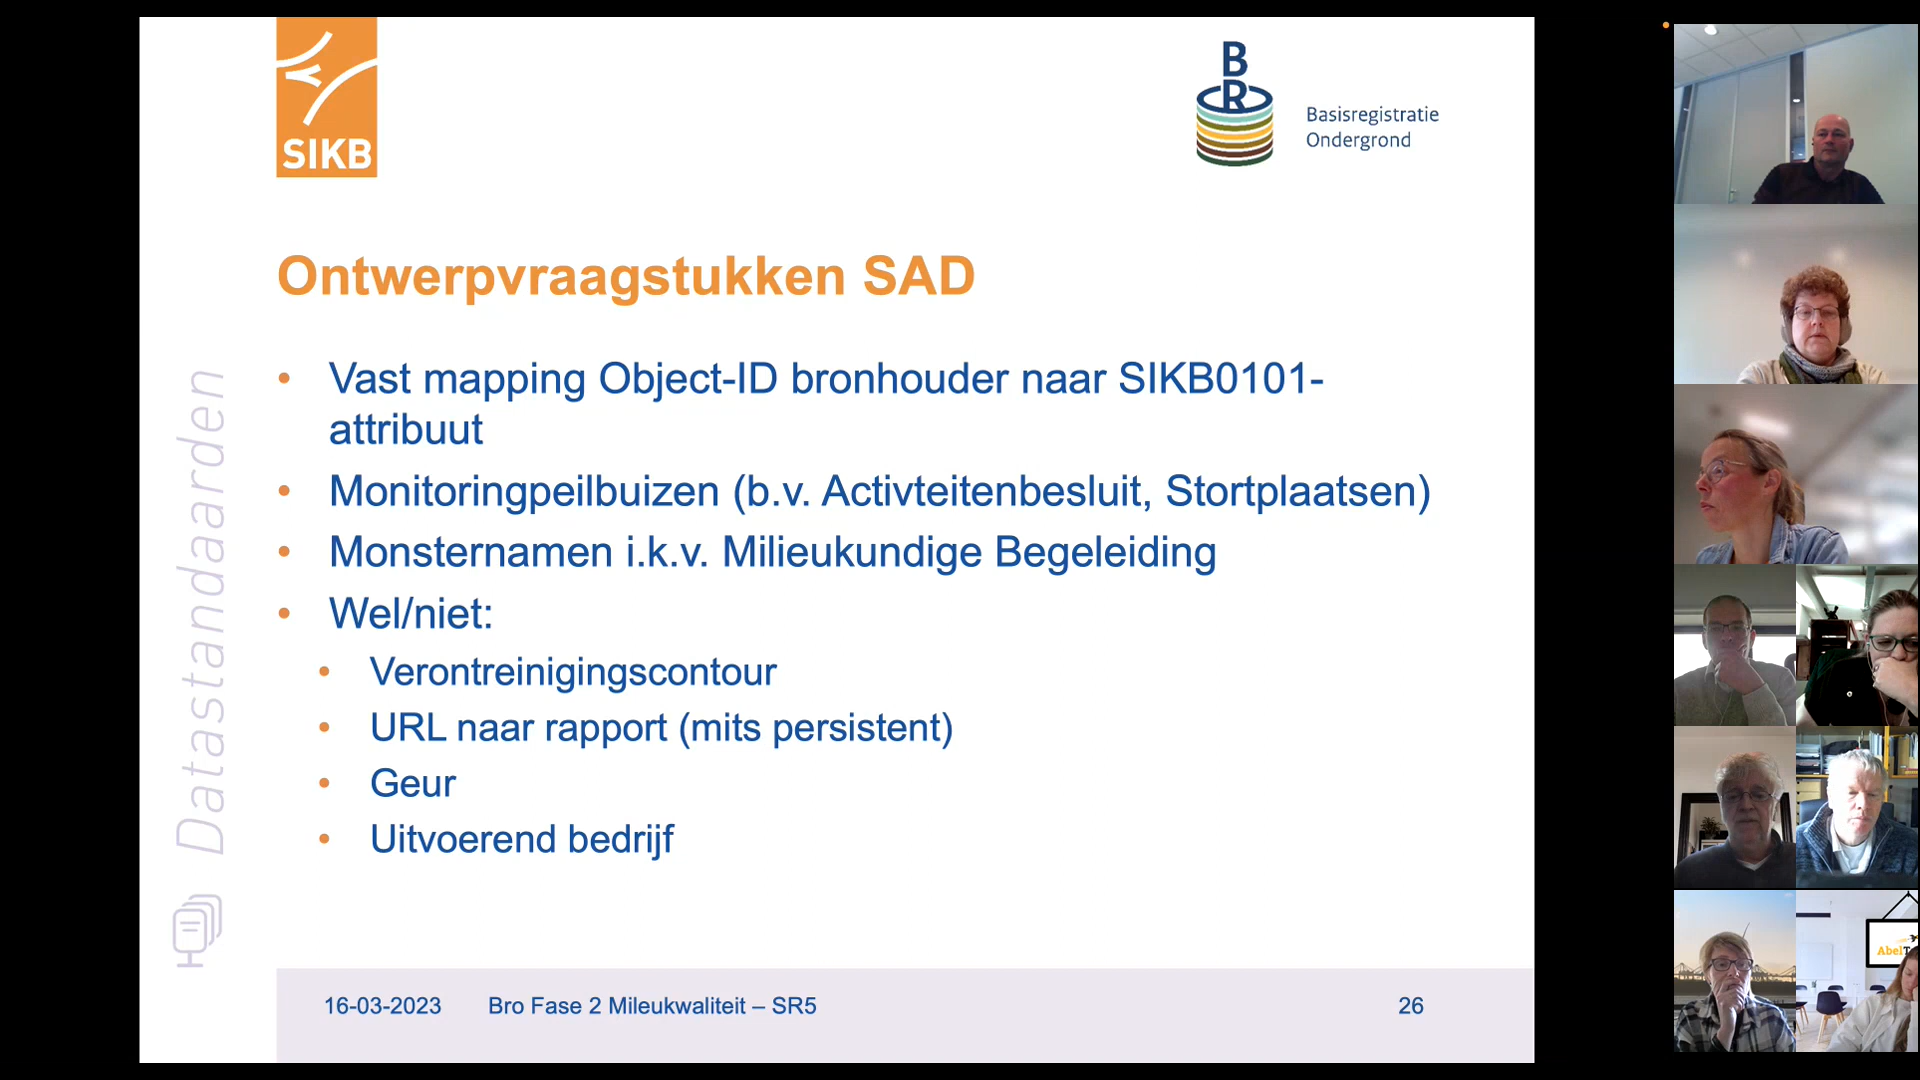 SIKB
B
R
Basisregistratie
Ondergrond
Ontwerpvraagstukken SAD
Datastandaarden
• Vast mapping Object-ID bronhouder naar SIKB0101-
attribuut
• Monitoringpeilbuizen (b.v. Activteitenbesluit, Stortplaatsen)
• Monsternamen i.k.v. Milieukundige Begeleiding
• Wel/niet:
• Verontreinigingscontour
• URL naar rapport (mits persistent)
• Geur
• Uitvoerend bedrijf
16-03-2023 Bro Fase 2 Mileukwaliteit – SR5 26